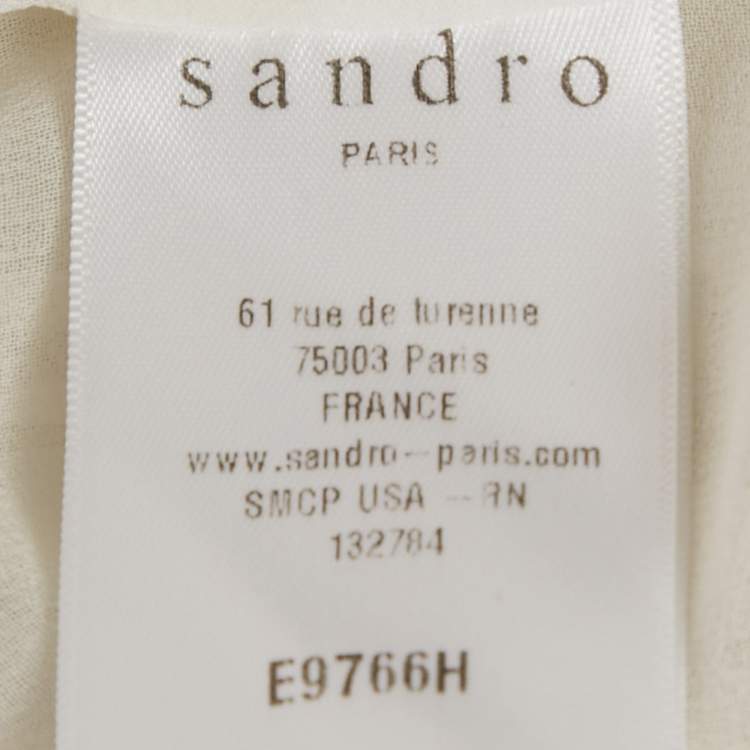 sandro
PARIS
61 rue de turenne
75003 Paris
FRANCE
www.sandro-paris.com
SMCP USA - RN
132784
E9766H